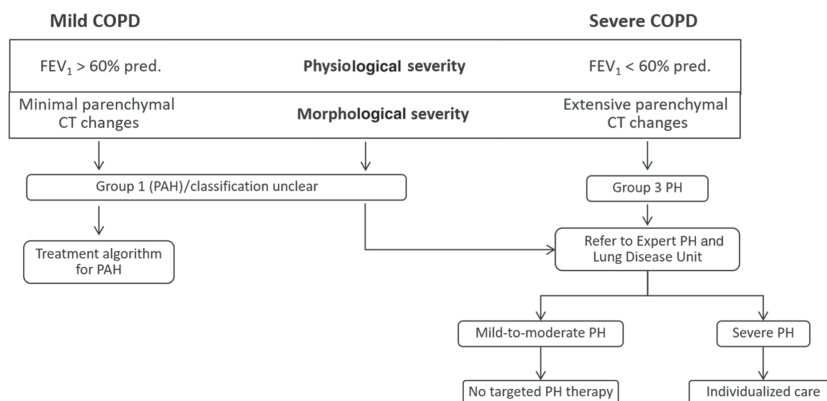 Mild COPD
Severe COPD
FEV₁ > 60% pred.
Physiological severity
FEV₁ < 60% pred.
Minimal parenchymal
CT changes
Morphological severity
Extensive parenchymal
CT changes
Group 1 (PAH)/classification unclear
Group 3 PH
Treatment algorithm
for PAH
Refer to Expert PH and
Lung Disease Unit
Mild-to-moderate PH
Severe PH
No targeted PH therapy
Individualized care